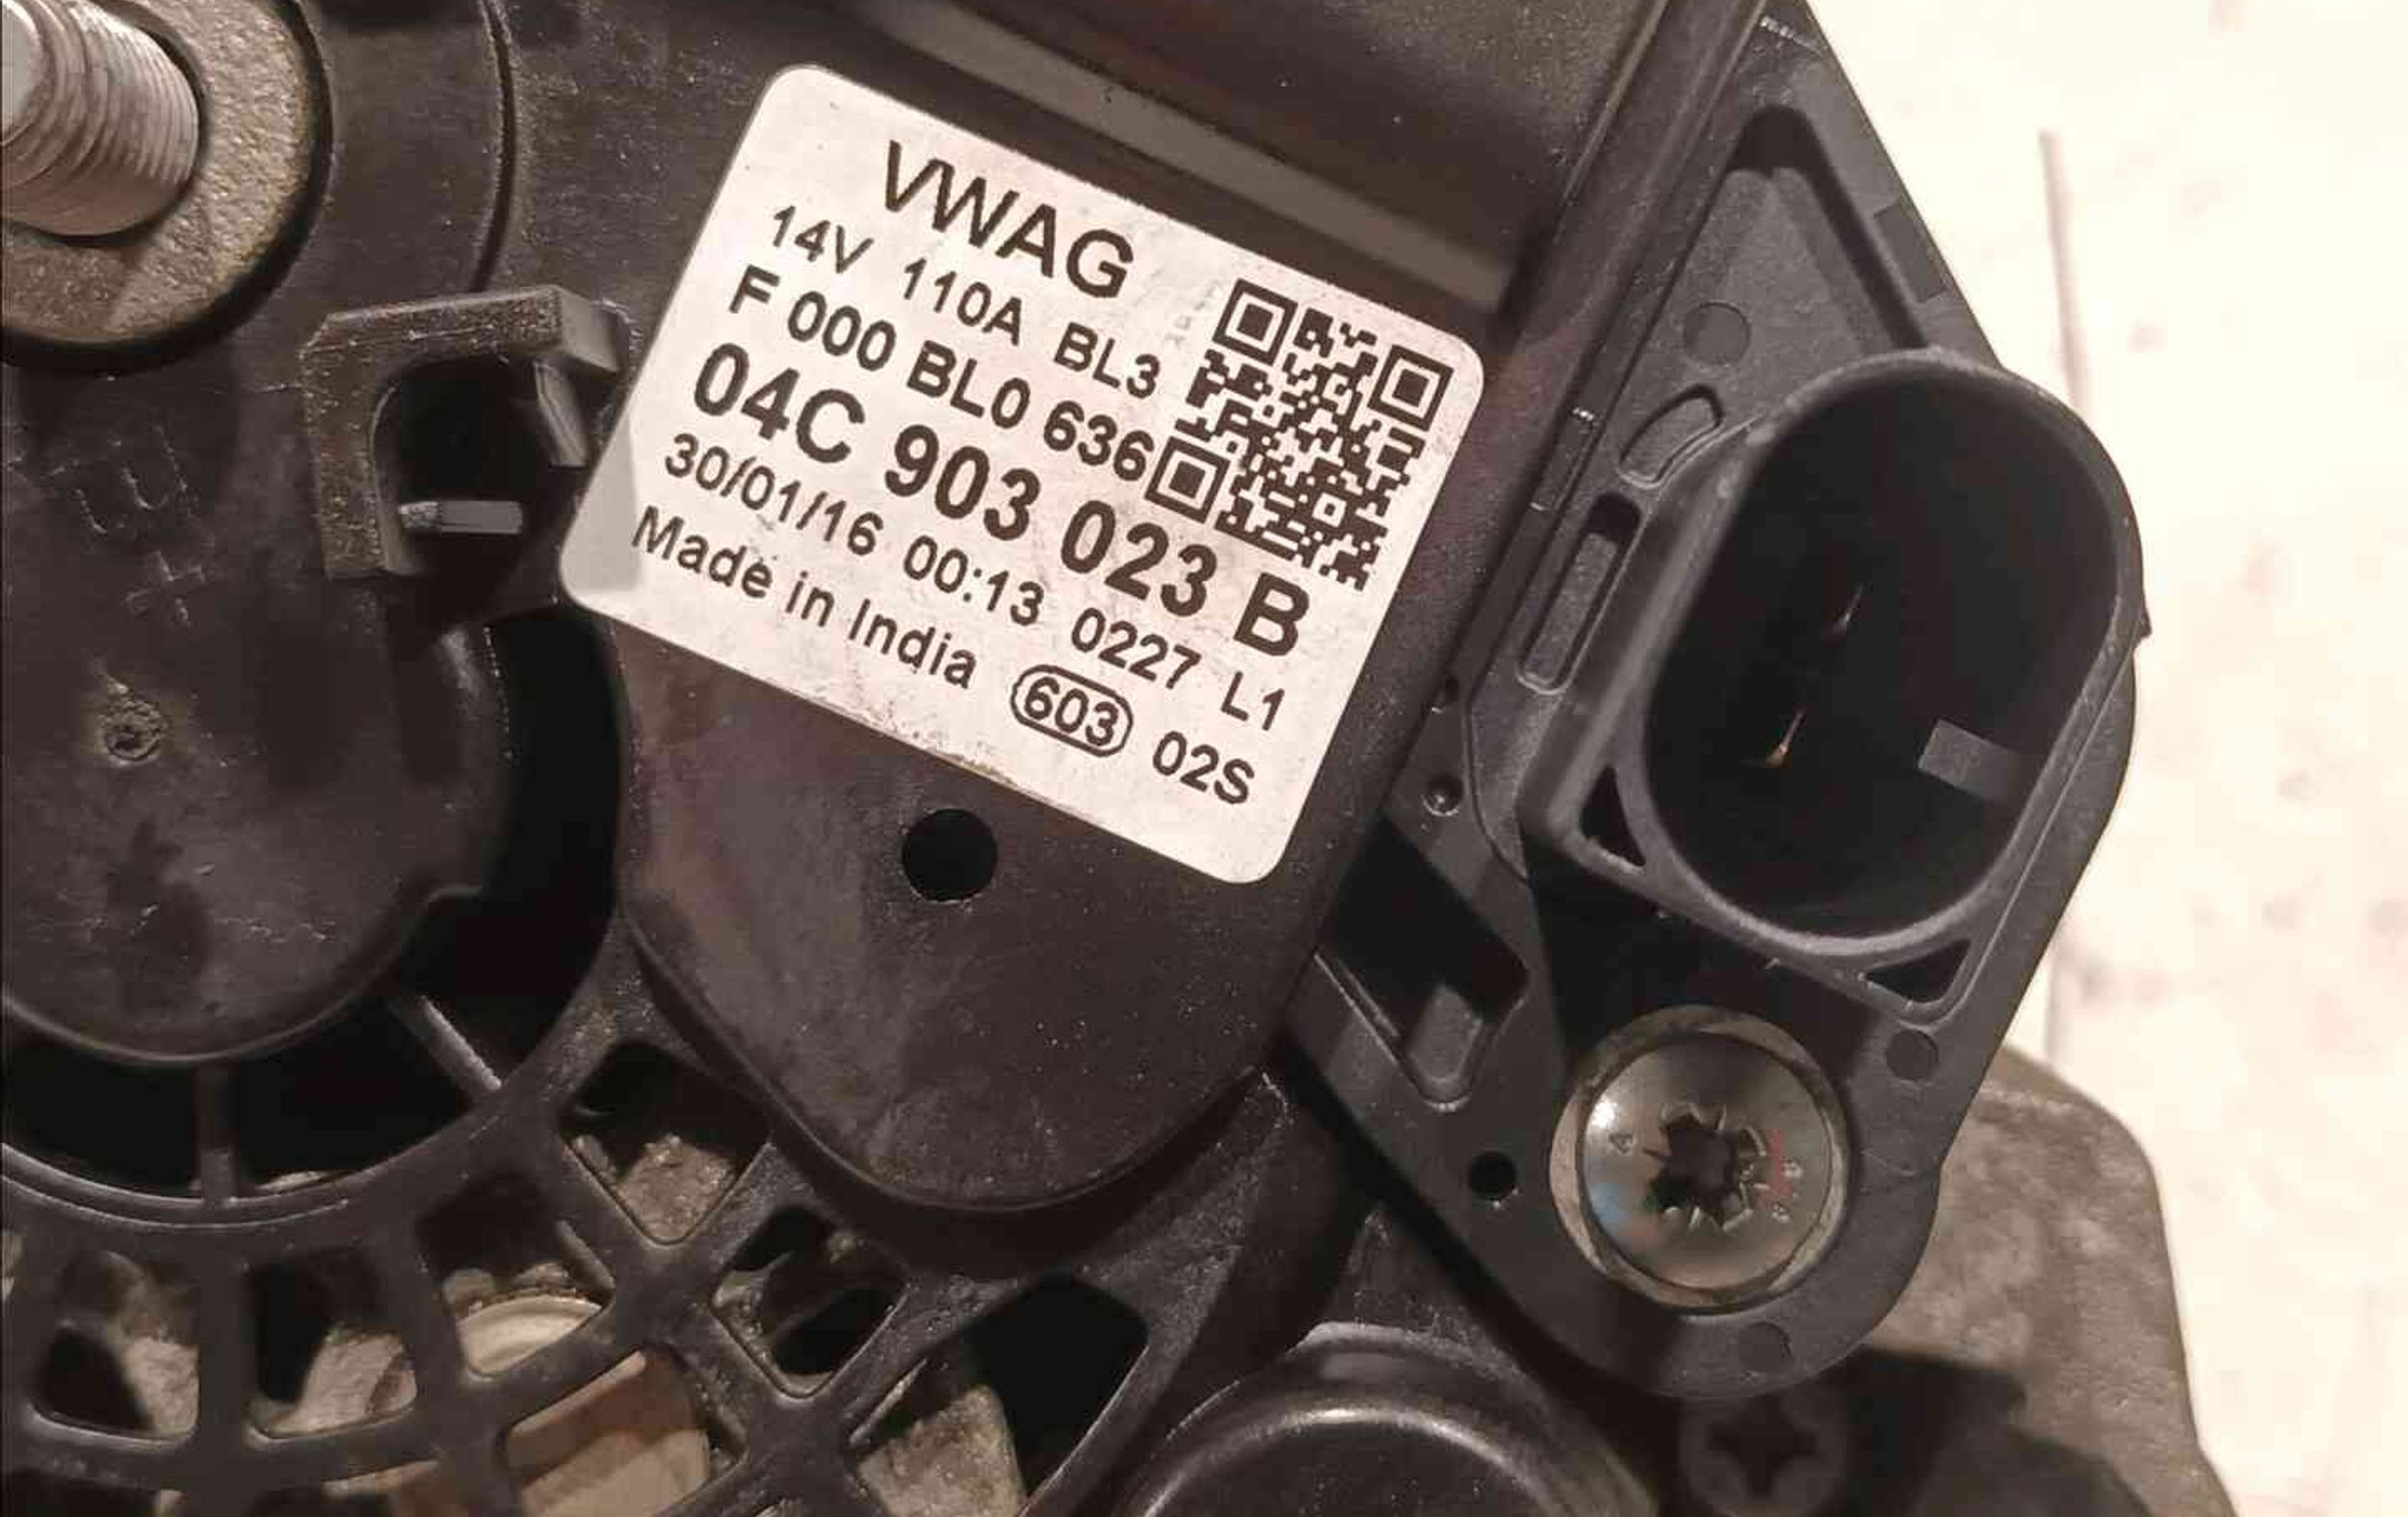 VWAG
14V 110A BL3
F 000 BL0 636
04C 903 023 B
30/01/16 00:13 0227 L1
Made in India 603 02S